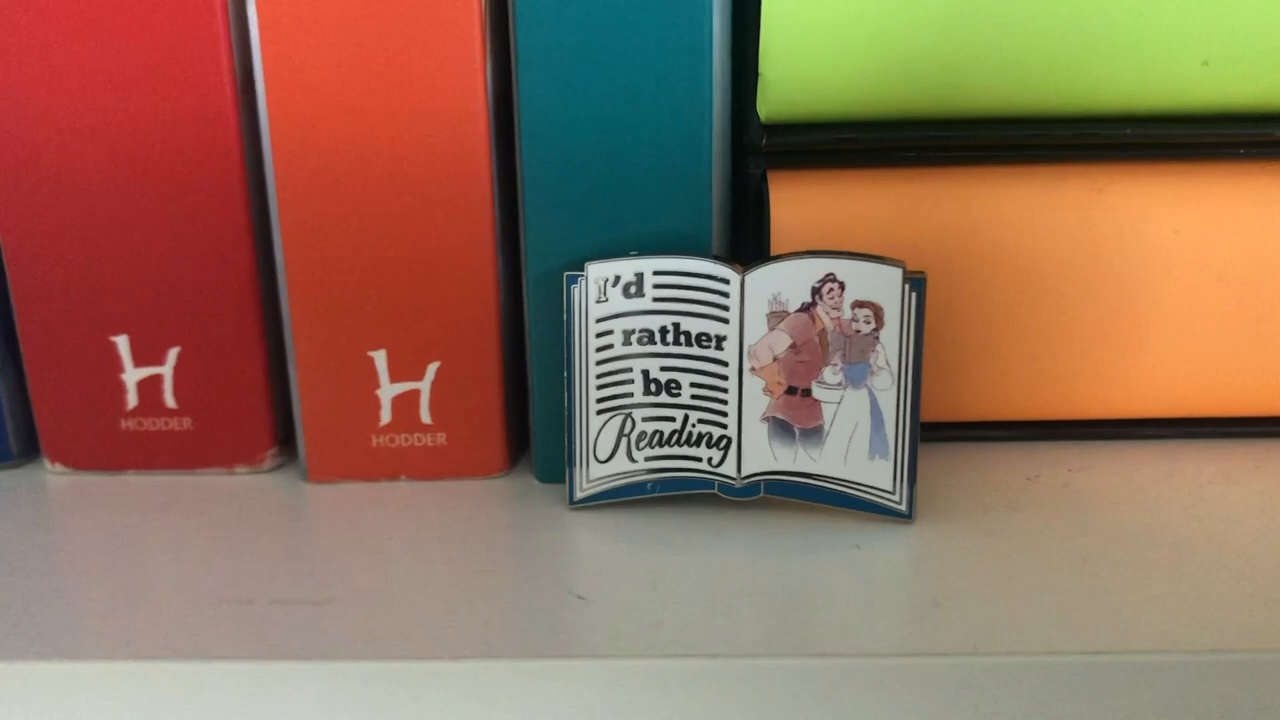 H
HODDER
H
HODDER
I'd
rather
be
Reading